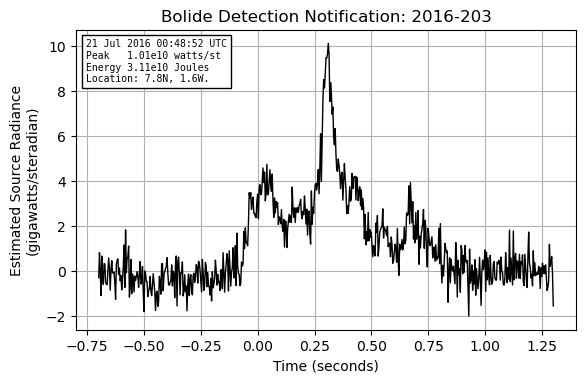 Bolide Detection Notification: 2016-203
21 Jul 2016 00:48:52 UTC
Peak   1.01e10 watts/st
Energy 3.11e10 Joules
Location: 7.8N, 1.6W.
Estimated Source Radiance
(gigawatts/steradian)
10
8
6
4
2
0
−2
−0.75 −0.50 −0.25 0.00 0.25 0.50 0.75 1.00 1.25
Time (seconds)